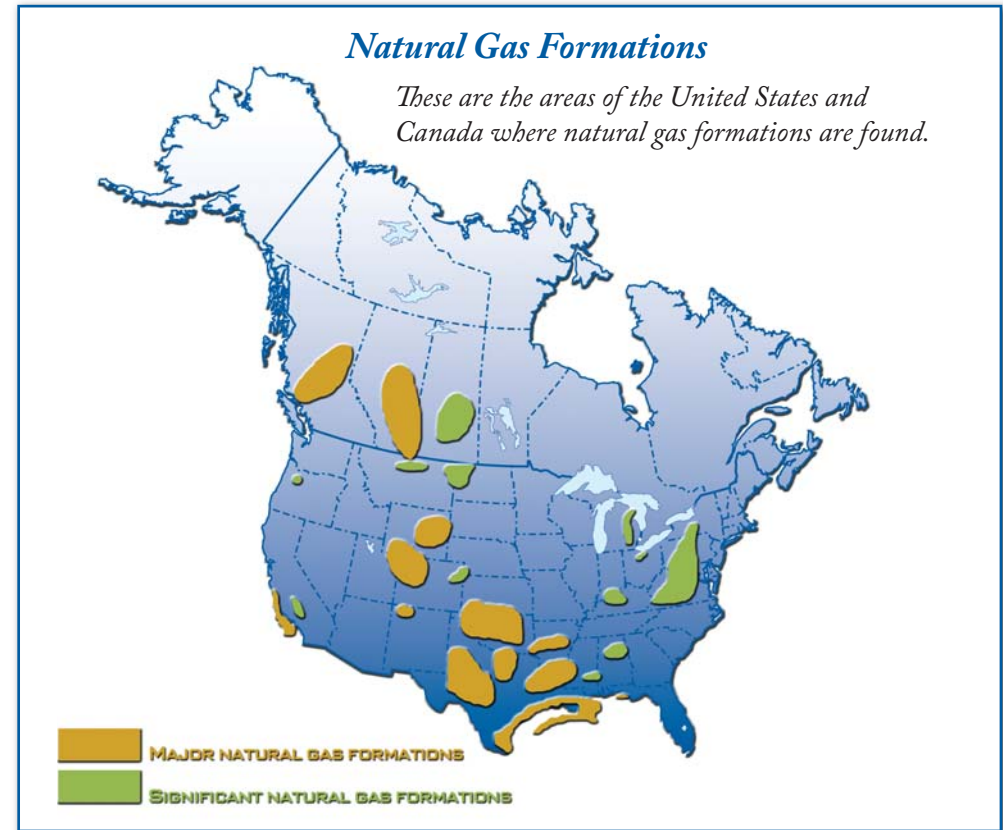 Natural Gas Formations
These are the areas of the United States and
Canada where natural gas formations are found.
MAJOR NATURAL GAS FORMATIONS
SIGNIFICANT NATURAL GAS FORMATIONS